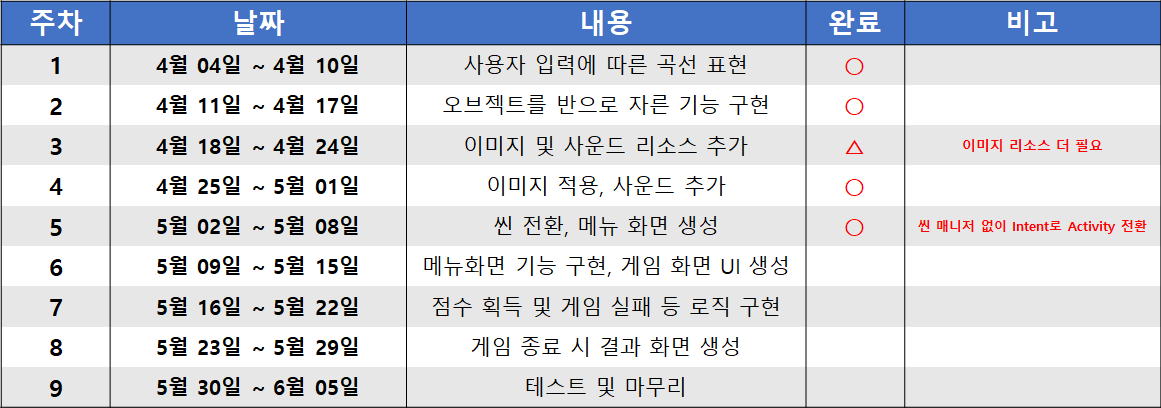 주차 날짜 내용 완료 비고
1 4월 04일 ~ 4월 10일 사용자 입력에 따른 곡선 표현 ○
2 4월 11일 ~ 4월 17일 오브젝트를 반으로 자른 기능 구현 ○
3 4월 18일 ~ 4월 24일 이미지 및 사운드 리소스 추가 △ 이미지 리소스 더 필요
4 4월 25일 ~ 5월 01일 이미지 적용, 사운드 추가 ○
5 5월 02일 ~ 5월 08일 씬 전환, 메뉴 화면 생성 ○ 씬 매니저 없이 Intent로 Activity 전환
6 5월 09일 ~ 5월 15일 메뉴화면 기능 구현, 게임 화면 UI 생성
7 5월 16일 ~ 5월 22일 점수 획득 및 게임 실패 등 로직 구현
8 5월 23일 ~ 5월 29일 게임 종료 시 결과 화면 생성
9 5월 30일 ~ 6월 05일 테스트 및 마무리